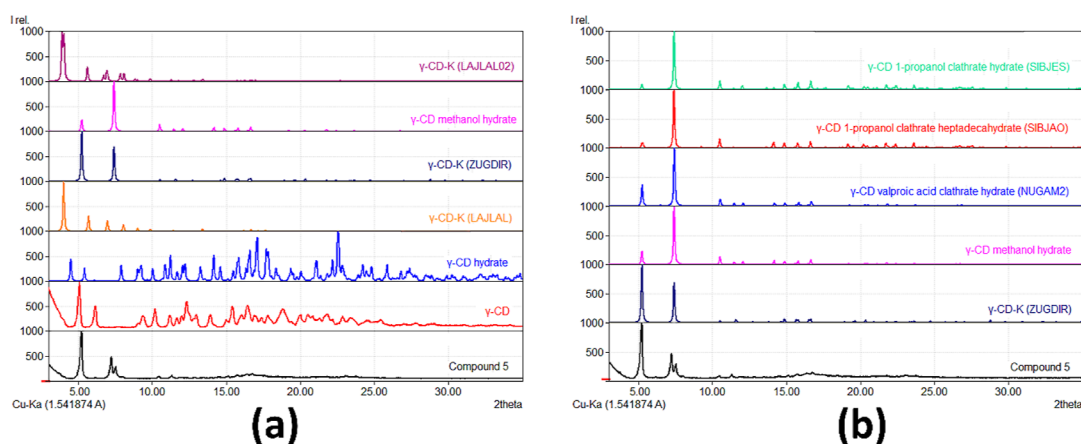 I rel.
1000
γ-CD-K (LAJLAL02)
500
1000
γ-CD methanol hydrate
500
1000
γ-CD-K (ZUGDIR)
500
1000
γ-CD-K (LAJLAL)
500
1000
γ-CD hydrate
500
1000
γ-CD
500
1000
500
Compound 5
5.00 10.00 15.00 20.00 25.00 30.00
Cu-Ka (1.541874 A) 2theta
(a)
I rel.
1000
500
γ-CD 1-propanol clathrate hydrate (SIBJES)
1000
500
γ-CD 1-propanol clathrate heptadecahydrate (SIBJAO)
1000
γ-CD valproic acid clathrate hydrate (NUGAM2)
500
1000
500
γ-CD methanol hydrate
1000
500
γ-CD-K (ZUGDIR)
1000
500
Compound 5
5.00 10.00 15.00 20.00 25.00 30.00
Cu-Ka (1.541874 A) 2theta
(b)